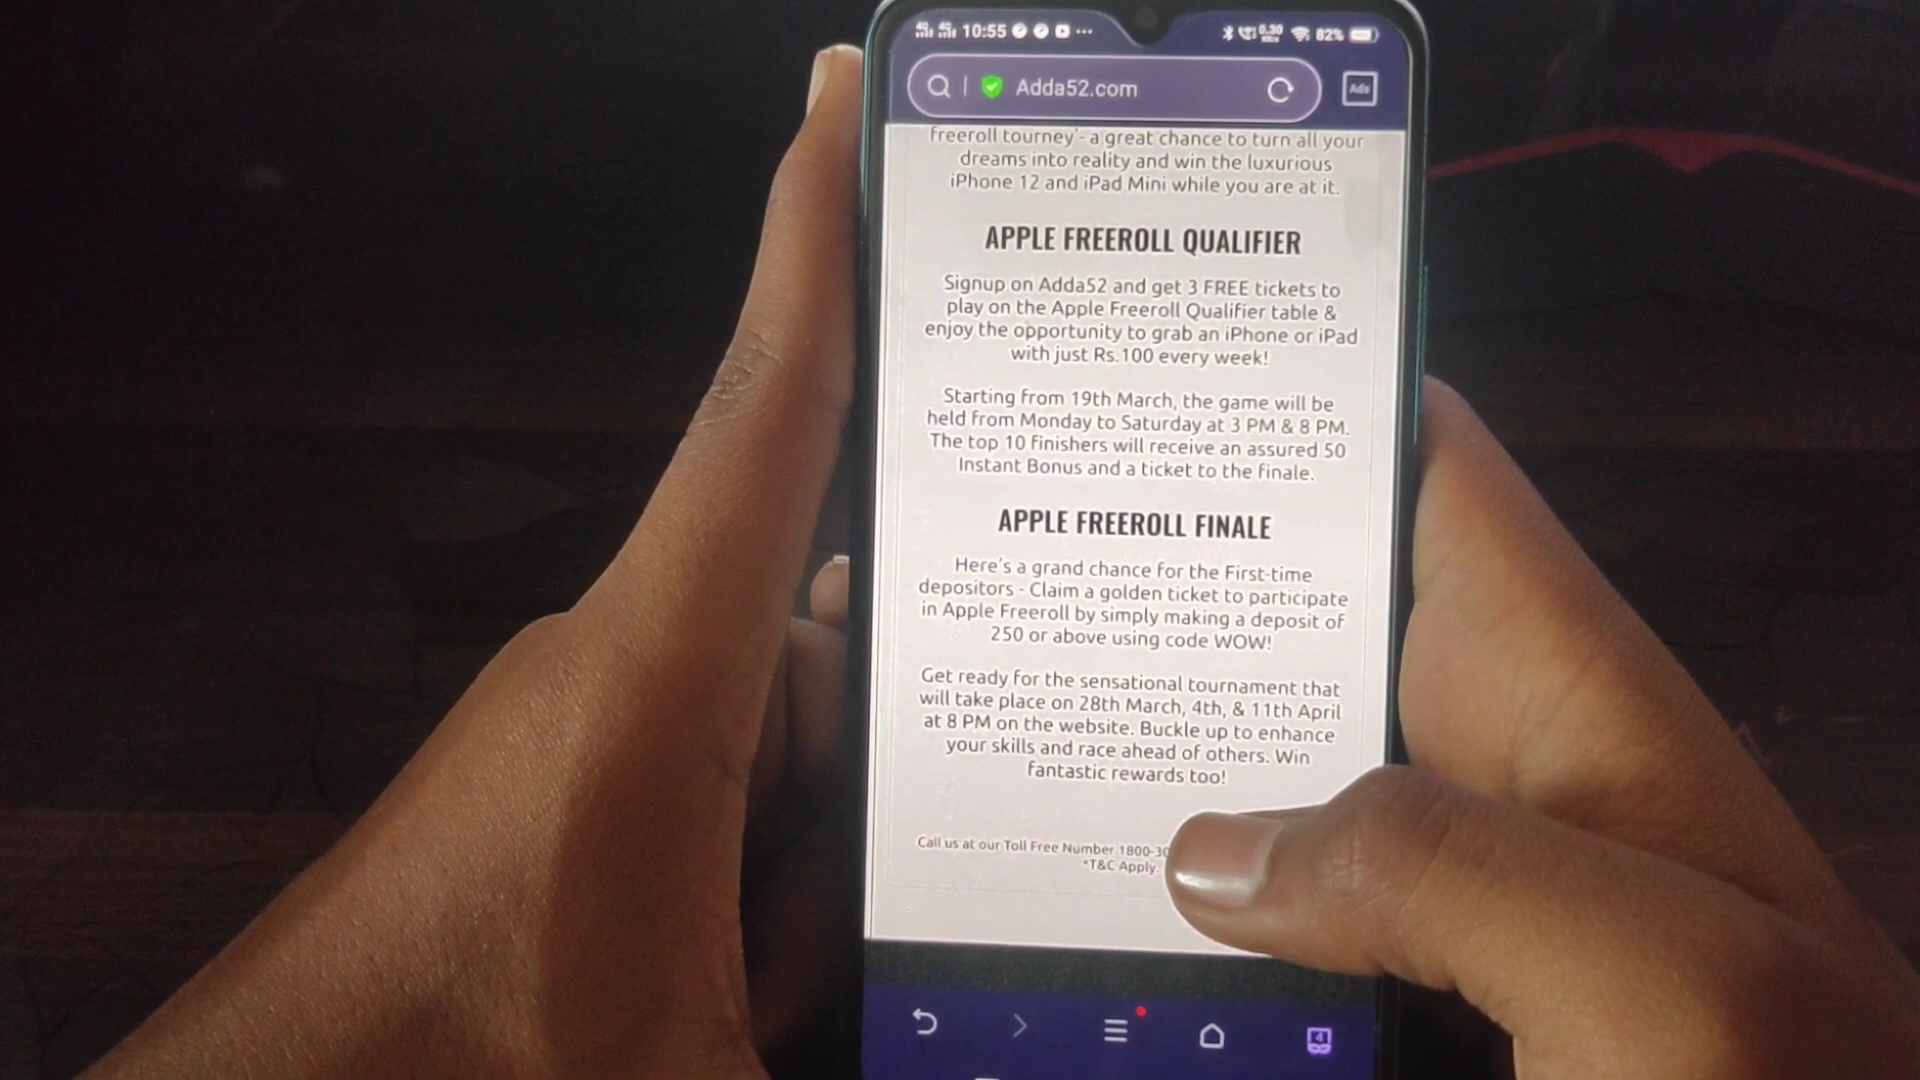 10:55
0.30
82%
Adda52.com
Ads
freeroll tourney'- a great chance to turn all your
dreams into reality and win the luxurious
iPhone 12 and iPad Mini while you are at it.
APPLE FREEROLL QUALIFIER
Signup on Adda52 and get 3 FREE tickets to
play on the Apple Freeroll Qualifier table &
enjoy the opportunity to grab an iPhone or iPad
with just Rs.100 every week!
Starting from 19th March, the game will be
held from Monday to Saturday at 3 PM & 8 PM.
The top 10 finishers will receive an assured 50
Instant Bonus and a ticket to the finale.
APPLE FREEROLL FINALE
Here's a grand chance for the First-time
depositors - Claim a golden ticket to participate
in Apple Freeroll by simply making a deposit of
250 or above using code WOW!
Get ready for the sensational tournament that
will take place on 28th March, 4th, & 11th April
at 8 PM on the website. Buckle up to enhance
your skills and race ahead of others. Win
fantastic rewards too!
Call us at our Toll Free Number 1800-30
*T&C Apply.
4